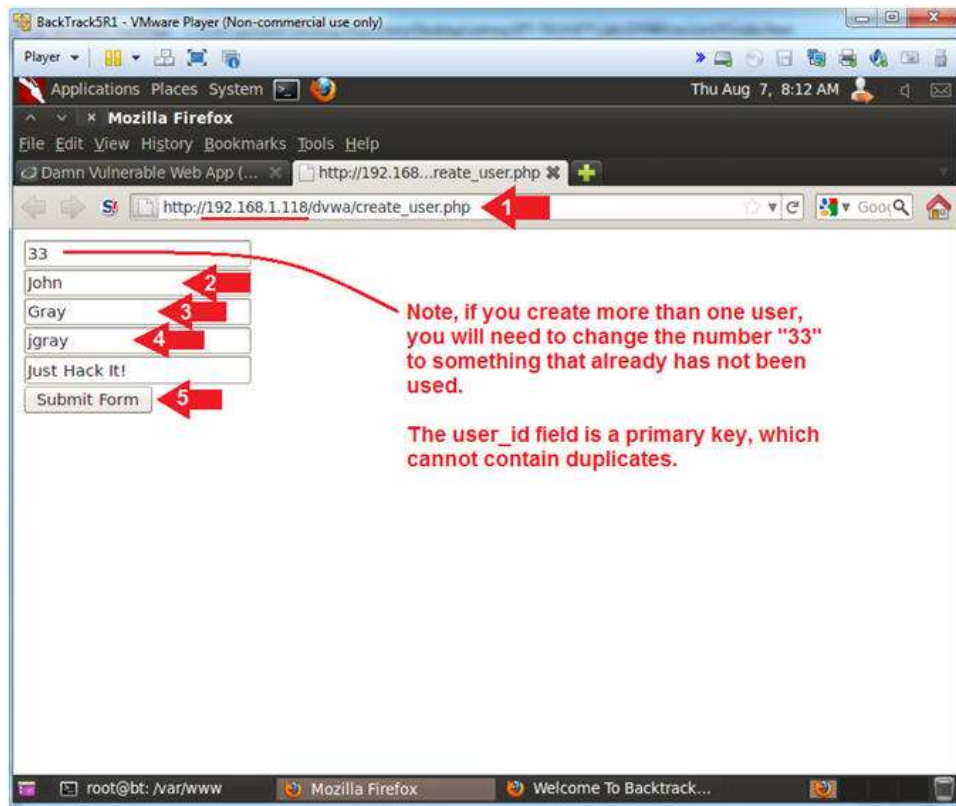 BackTrack5R1 - VMware Player (Non-commercial use only)
Player
Applications Places System
Thu Aug 7, 8:12 AM
Mozilla Firefox
File Edit View History Bookmarks Tools Help
Damn Vulnerable Web App (...
http://192.168...reate_user.php
S!
http://192.168.1.118/dvwa/create_user.php
1
Goo
33
John
2
Gray
3
jgray
4
Just Hack It!
Submit Form
5
Note, if you create more than one user,
you will need to change the number "33"
to something that already has not been
used.
The user_id field is a primary key, which
cannot contain duplicates.
root@bt: /var/www
Mozilla Firefox
Welcome To Backtrack...